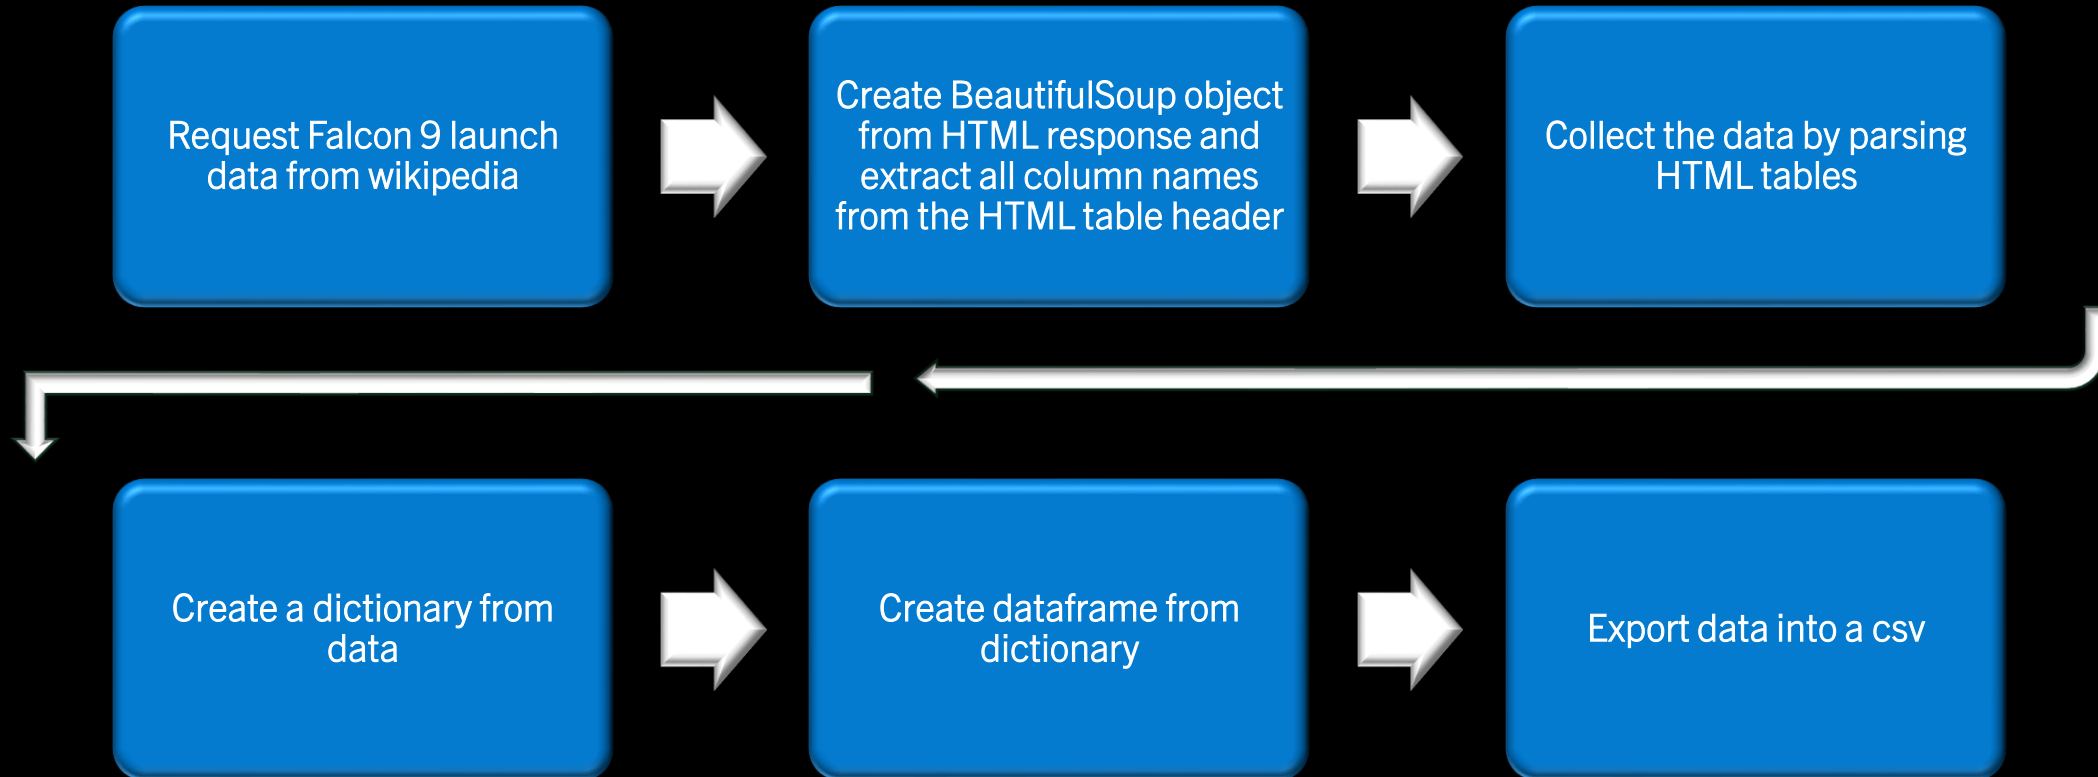 Request Falcon 9 launch
data from wikipedia
Create BeautifulSoup object
from HTML response and
extract all column names
from the HTML table header
Collect the data by parsing
HTML tables
Create a dictionary from
data
Create dataframe from
dictionary
Export data into a csv